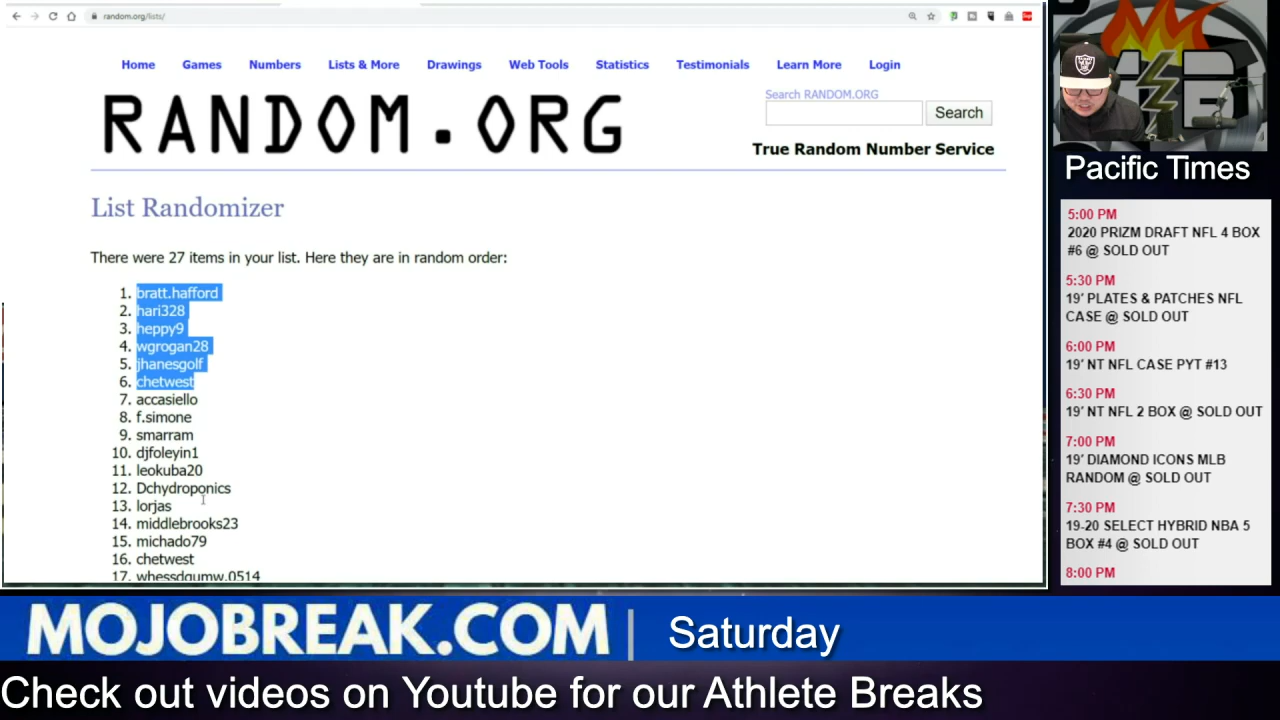 random.org/lists/
Home Games Numbers Lists & More Drawings Web Tools Statistics Testimonials Learn More Login
RANDOM.ORG
Search RANDOM.ORG
Search
True Random Number Service
List Randomizer
There were 27 items in your list. Here they are in random order:
1. bratt.hafford
2. hari328
3. heppy9
4. wgrogan28
5. jhanesgolf
6. chetwest
7. accasiello
8. f.simone
9. smarram
10. djfoleyin1
11. leokuba20
12. Dchydroponics
13. lorjas
14. middlebrooks23
15. michado79
16. chetwest
17. whessdgumw.0514
Pacific Times
5:00 PM
2020 PRIZM DRAFT NFL 4 BOX
#6 @ SOLD OUT
5:30 PM
19' PLATES & PATCHES NFL
CASE @ SOLD OUT
6:00 PM
19' NT NFL CASE PYT #13
6:30 PM
19' NT NFL 2 BOX @ SOLD OUT
7:00 PM
19' DIAMOND ICONS MLB
RANDOM @ SOLD OUT
7:30 PM
19-20 SELECT HYBRID NBA 5
BOX #4 @ SOLD OUT
8:00 PM
MOJOBREAK.COM | Saturday
Check out videos on Youtube for our Athlete Breaks